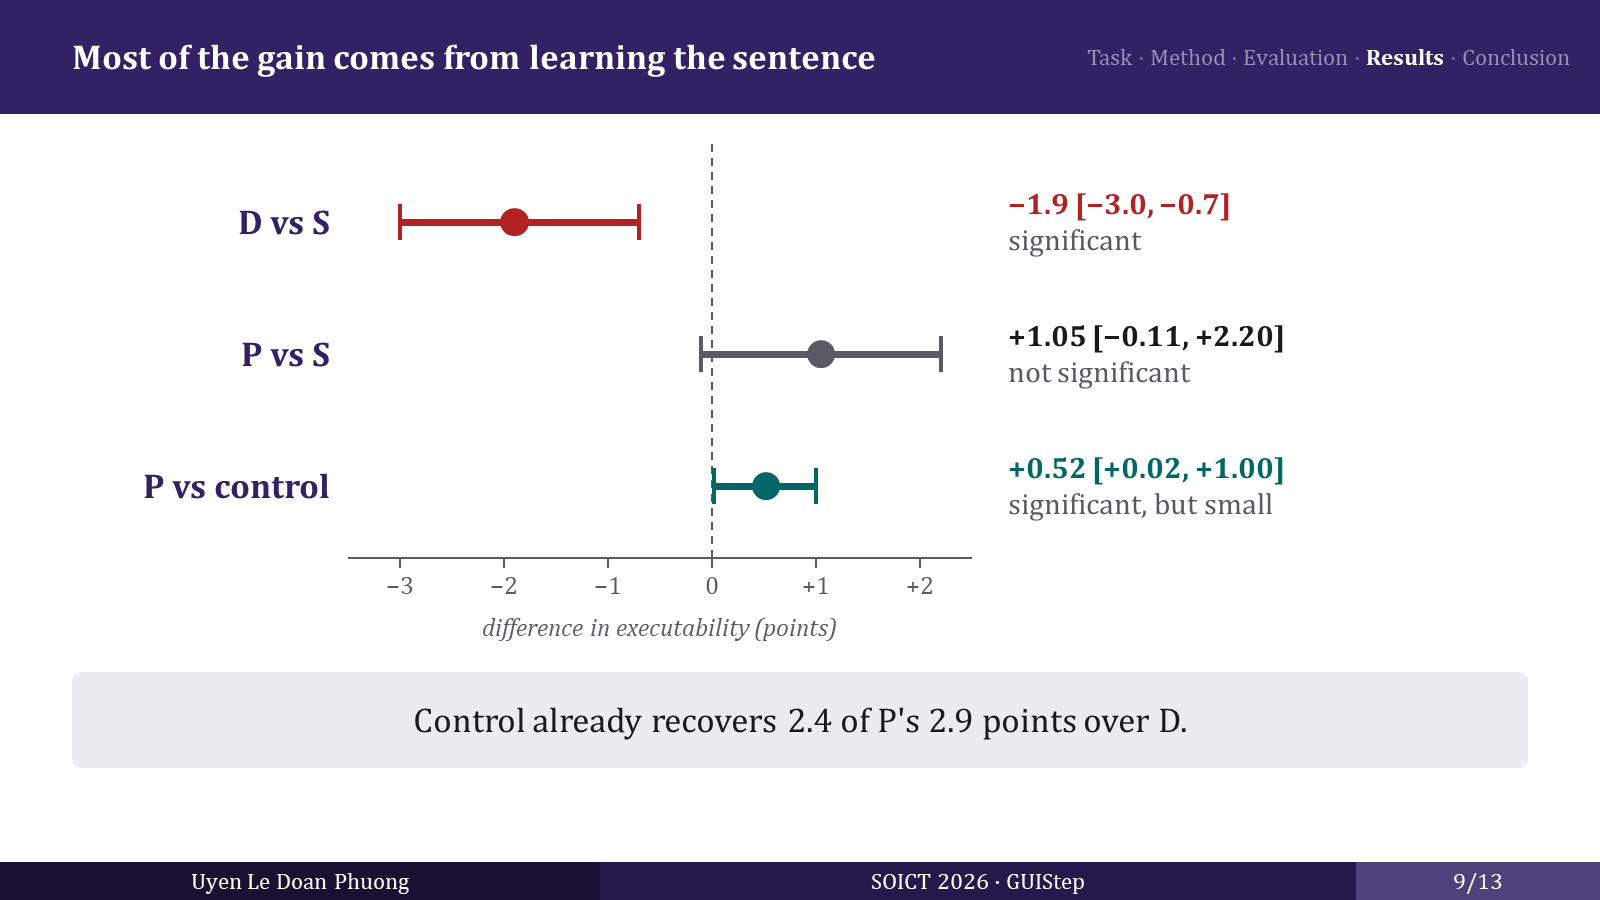 Most of the gain comes from learning the sentence
Task · Method · Evaluation · Results · Conclusion
D vs S
−1.9 [−3.0, −0.7]
significant
P vs S
+1.05 [−0.11, +2.20]
not significant
P vs control
+0.52 [+0.02, +1.00]
significant, but small
−3 −2 −1 0 +1 +2
difference in executability (points)
Control already recovers 2.4 of P's 2.9 points over D.
Uyen Le Doan Phuong
SOICT 2026 · GUIStep
9/13